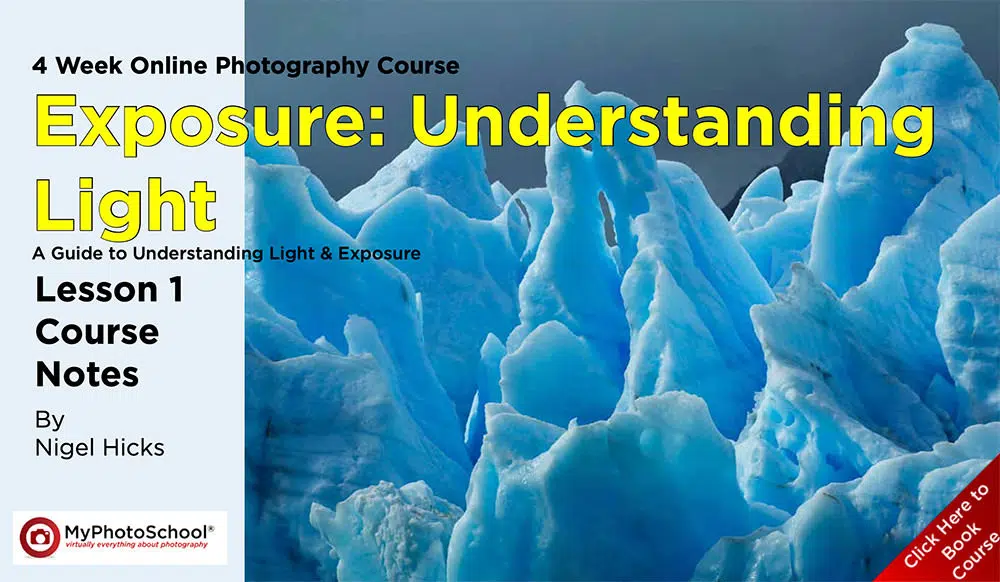 4 Week Online Photography Course
Exposure: Understanding
Light
A Guide to Understanding Light & Exposure
Lesson 1
Course
Notes
By
Nigel Hicks
MyPhotoSchool®
virtually everything about photography
Click Here to
Book
Course